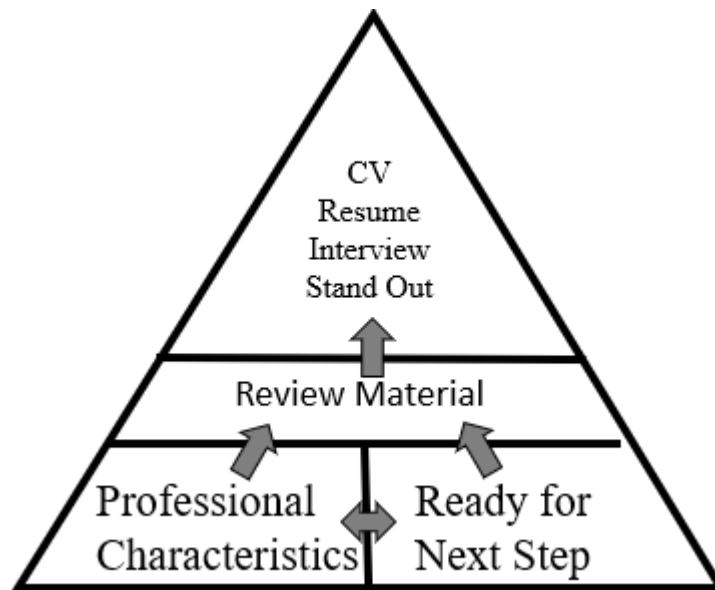 CV
Resume
Interview
Stand Out
Review Material
Professional
Characteristics
Ready for
Next Step